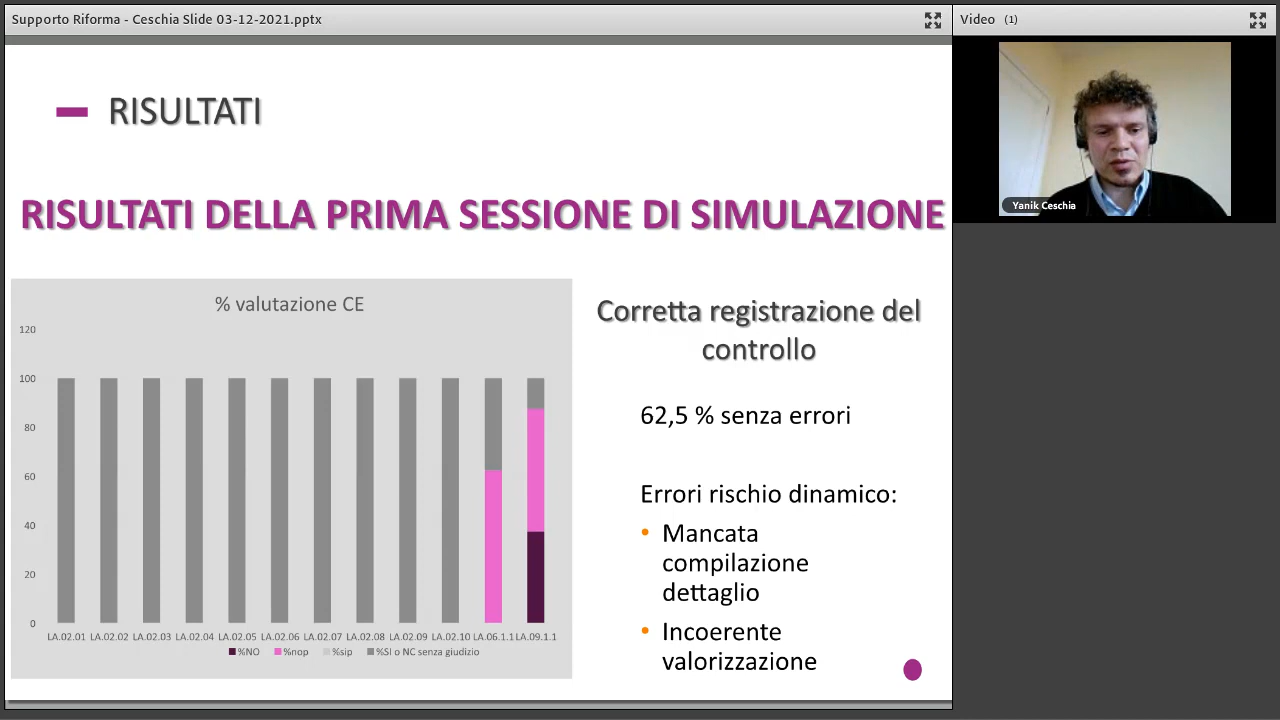 Supporto Riforma - Ceschia Slide 03-12-2021.pptx
Video (1)
RISULTATI
RISULTATI DELLA PRIMA SESSIONE DI SIMULAZIONE
% valutazione CE
120
100
80
60
40
20
0
LA.02.01 LA.02.02 LA.02.03 LA.02.04 LA.02.05 LA.02.06 LA.02.07 LA.02.08 LA.02.09 LA.02.10 LA.06.1.1 LA.09.1.1
%NO %nop %sip %SI o NC senza giudizio
Corretta registrazione del
controllo
62,5 % senza errori
Errori rischio dinamico:
• Mancata
compilazione
dettaglio
• Incoerente
valorizzazione
Yanik Ceschia